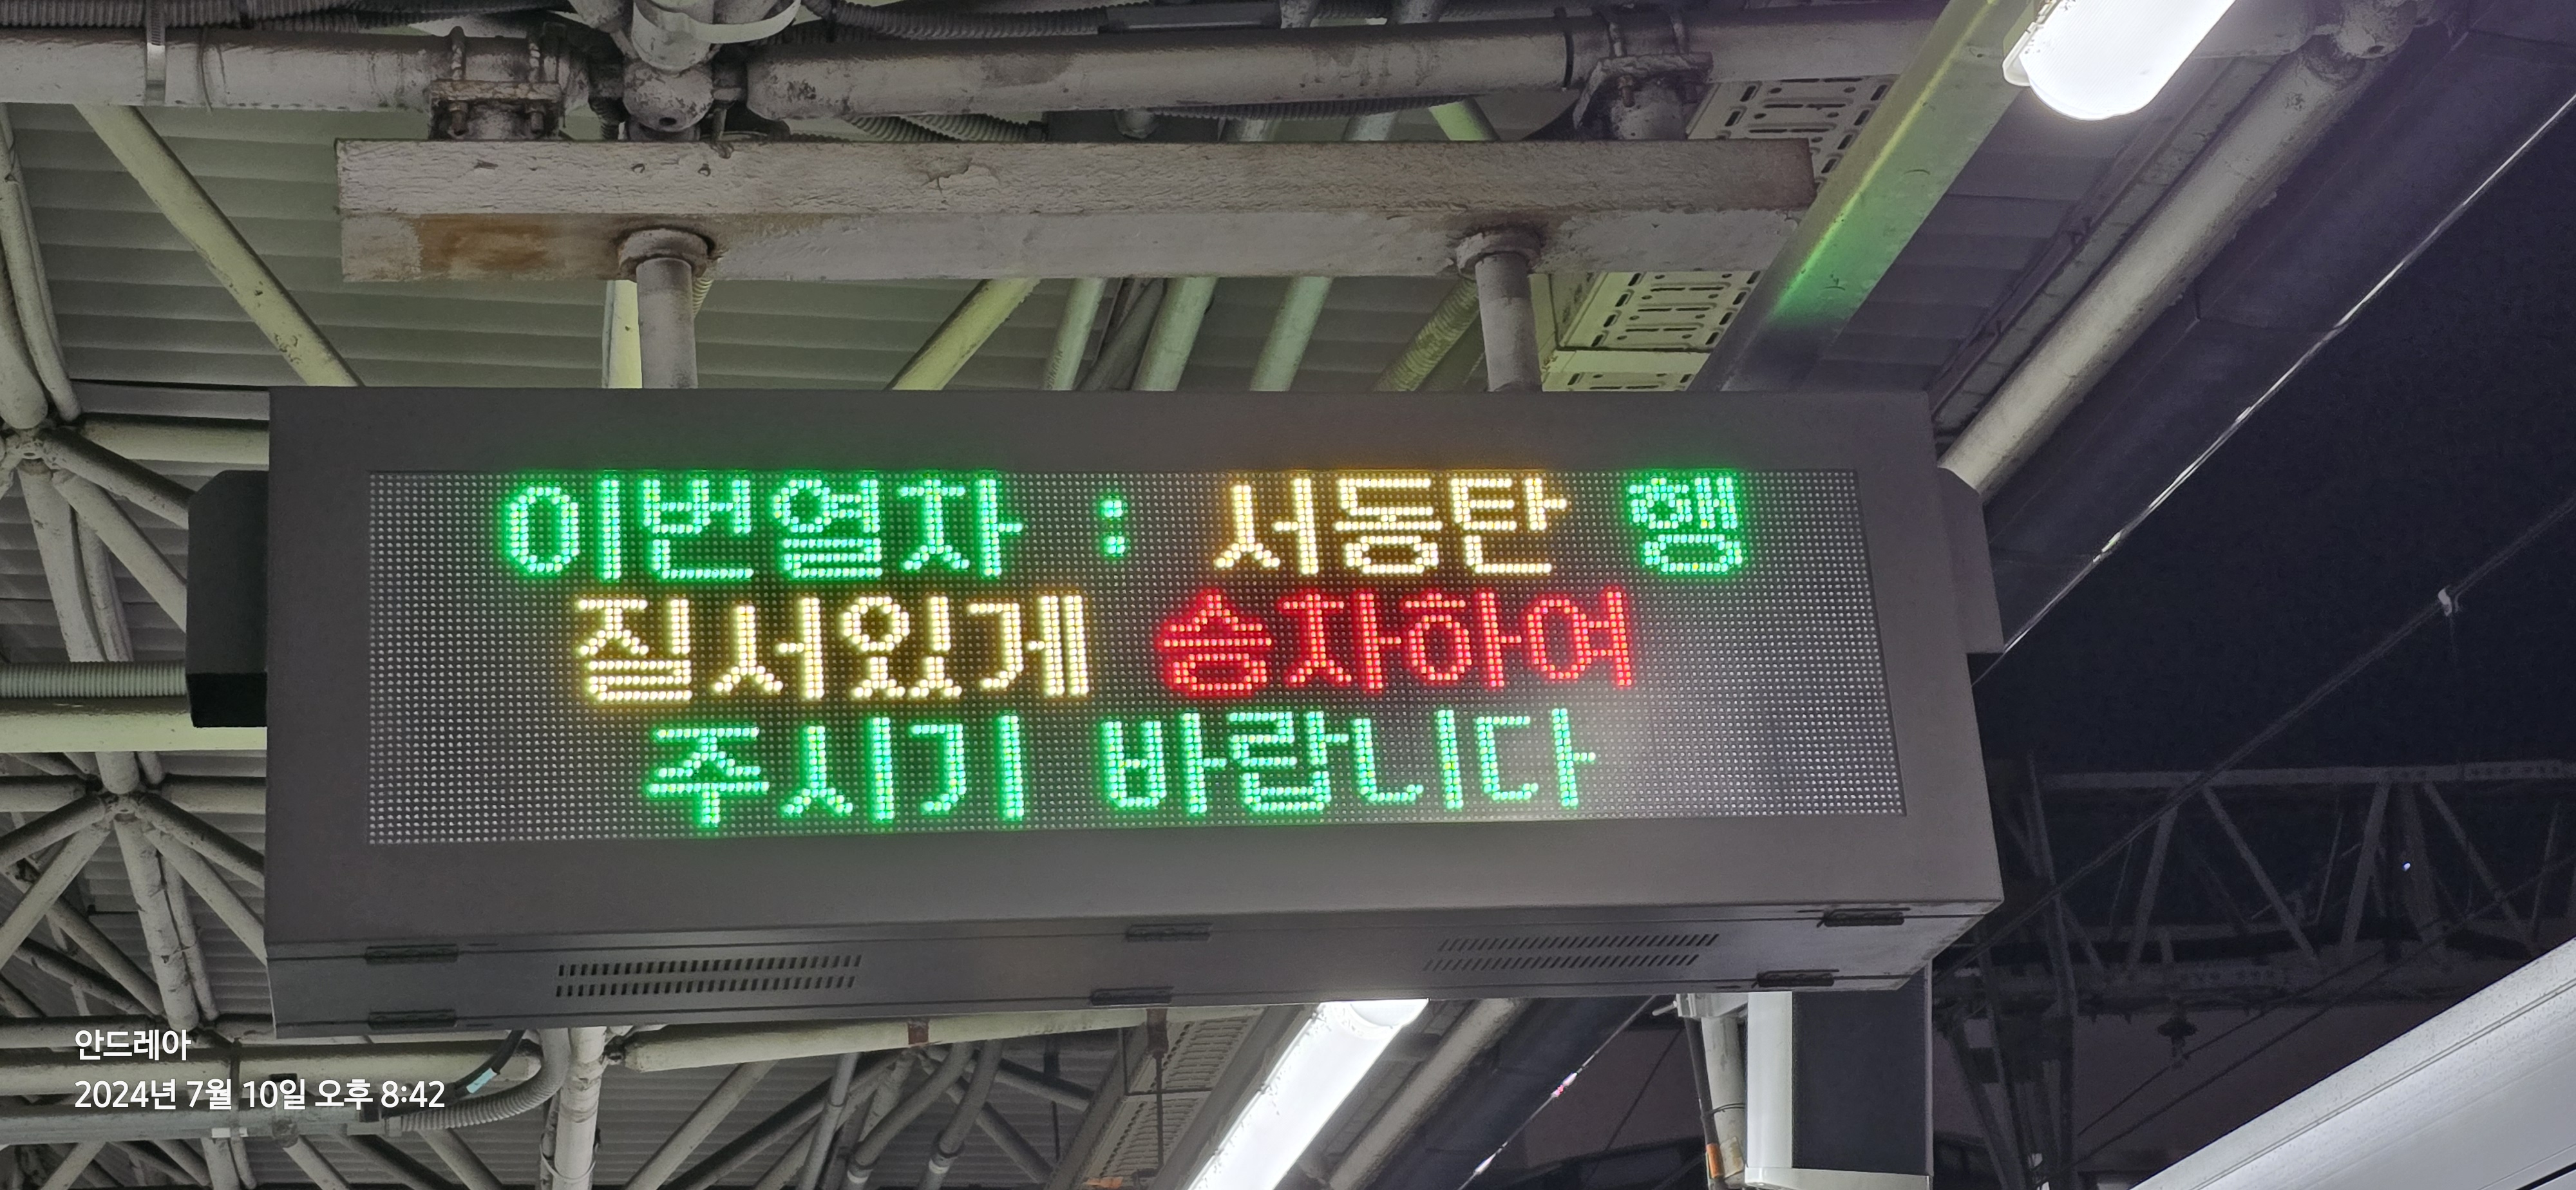 이번열차 : 서동탄 행
질서있게 승차하여
주시기 바랍니다
안드레아
2024년 7월 10일 오후 8:42